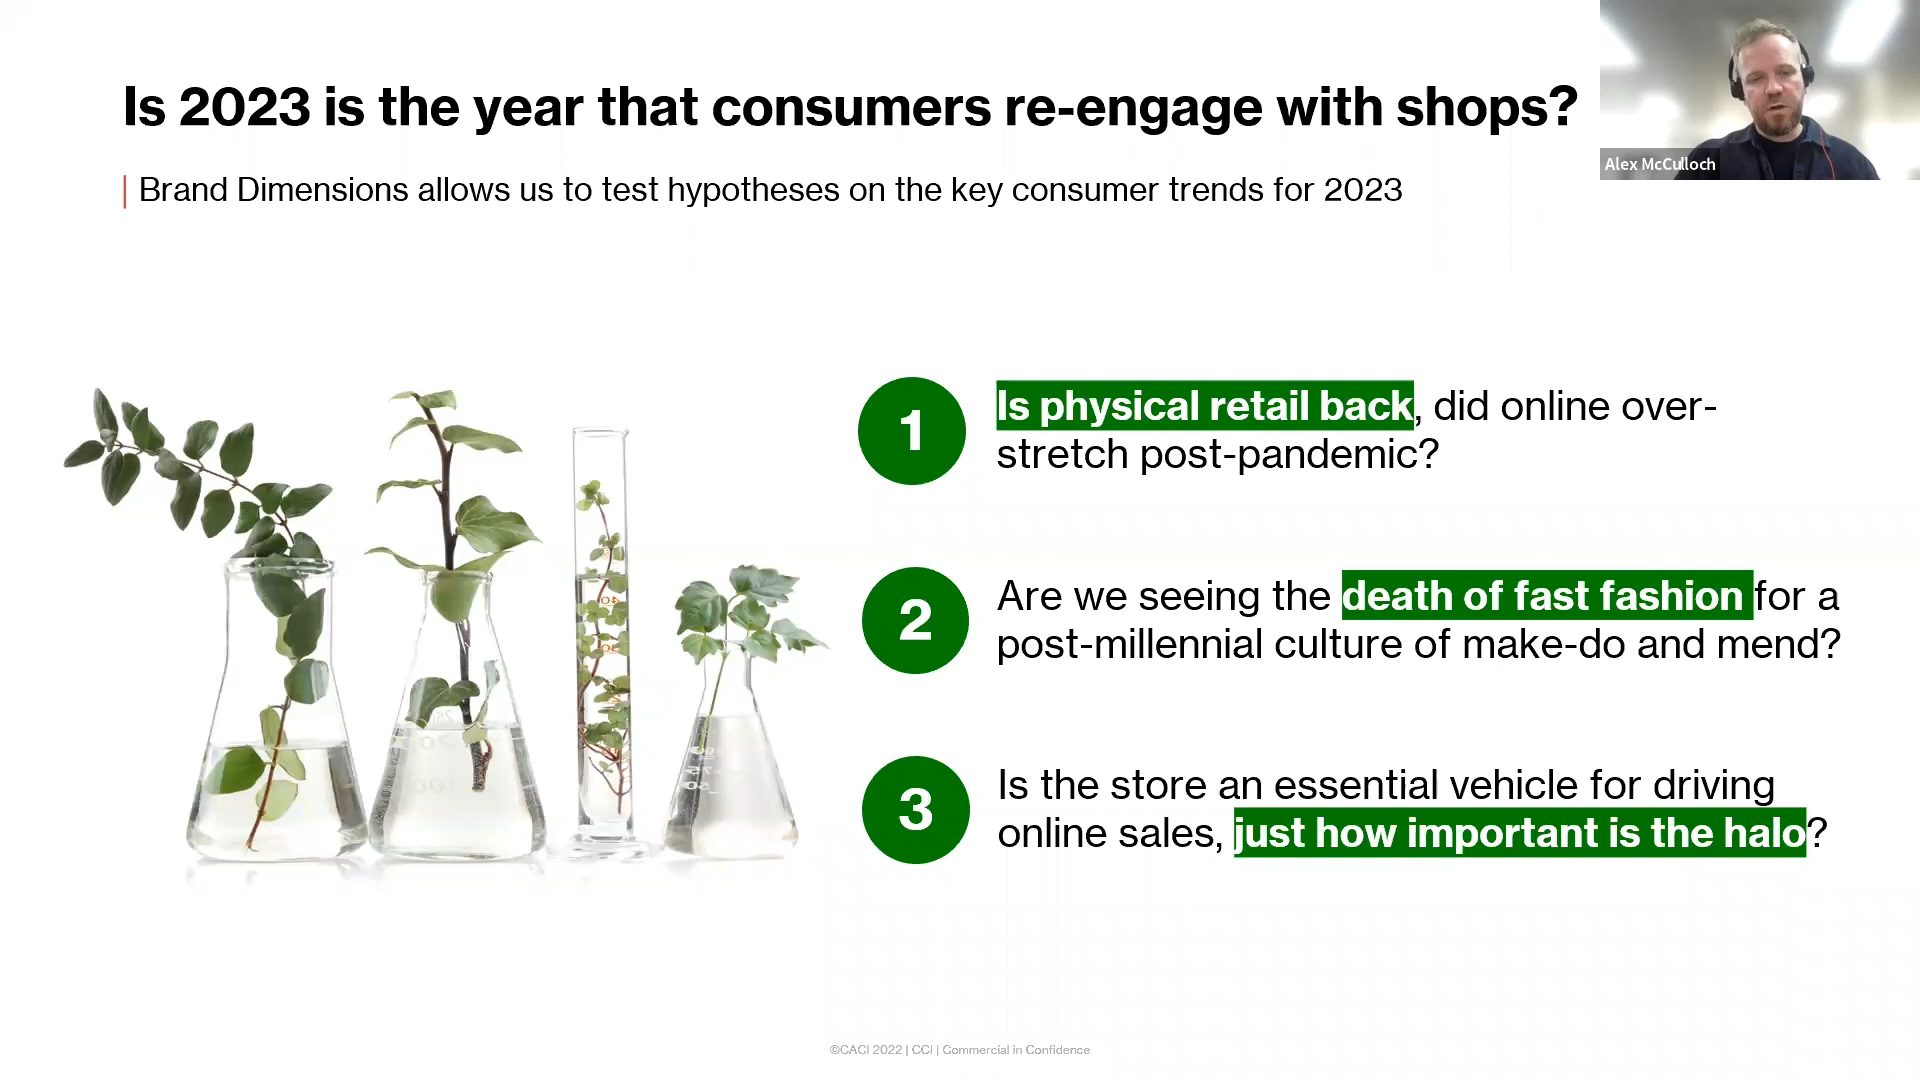 Is 2023 is the year that consumers re-engage with shops?
Alex McCulloch
Brand Dimensions allows us to test hypotheses on the key consumer trends for 2023
1
Is physical retail back, did online over-
stretch post-pandemic?
2
Are we seeing the death of fast fashion for a
post-millennial culture of make-do and mend?
3
Is the store an essential vehicle for driving
online sales, just how important is the halo?
©CACI 2022 | CCI | Commercial in Confidence